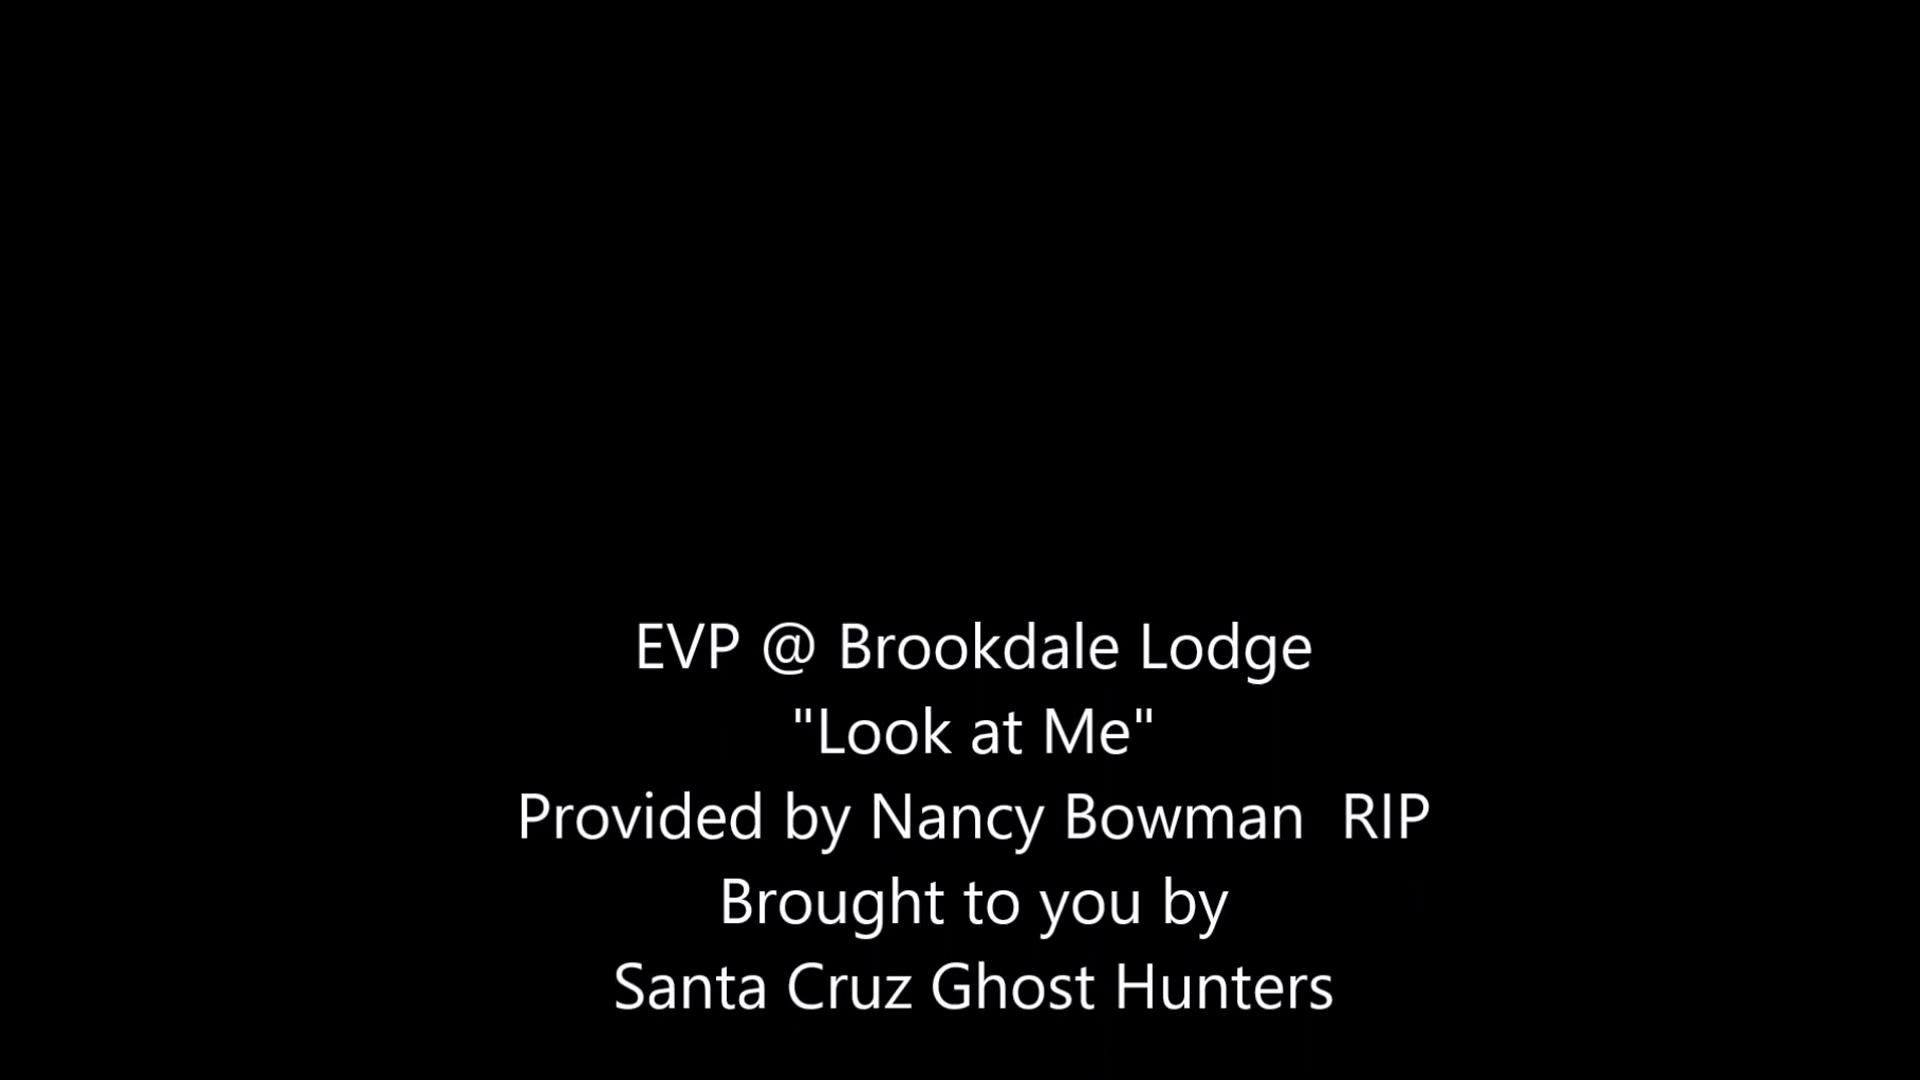 EVP @ Brookdale Lodge
"Look at Me"
Provided by Nancy Bowman  RIP
Brought to you by
Santa Cruz Ghost Hunters